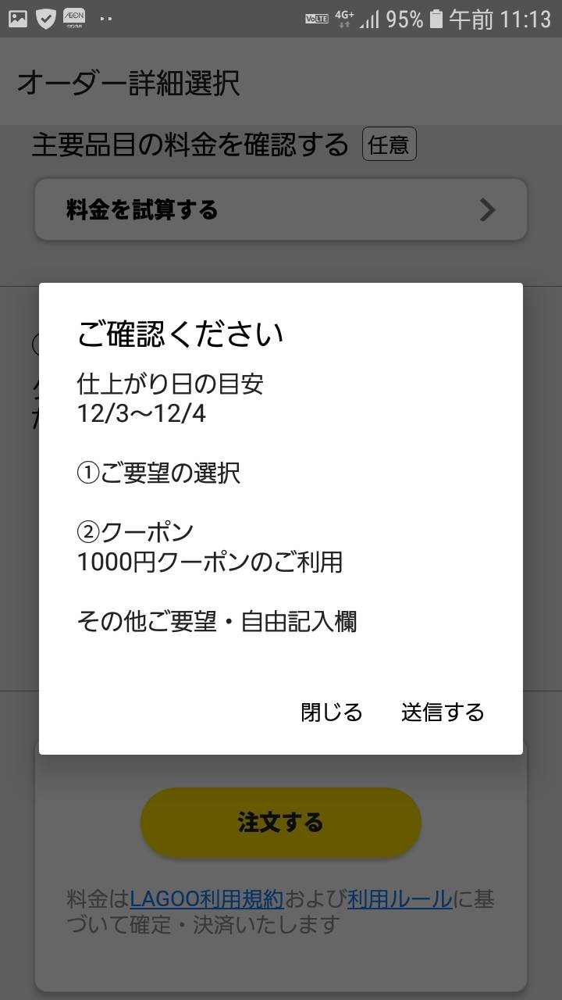 AEON
VoLTE 4G+ 95% 午前 11:13
オーダー詳細選択
主要品目の料金を確認する 任意
料金を試算する
ご確認ください
仕上がり日の目安
12/3～12/4
①ご要望の選択
②クーポン
1000円クーポンのご利用
その他ご要望・自由記入欄
閉じる 送信する
注文する
料金はLAGOO利用規約および利用ルールに基
づいて確定・決済いたします